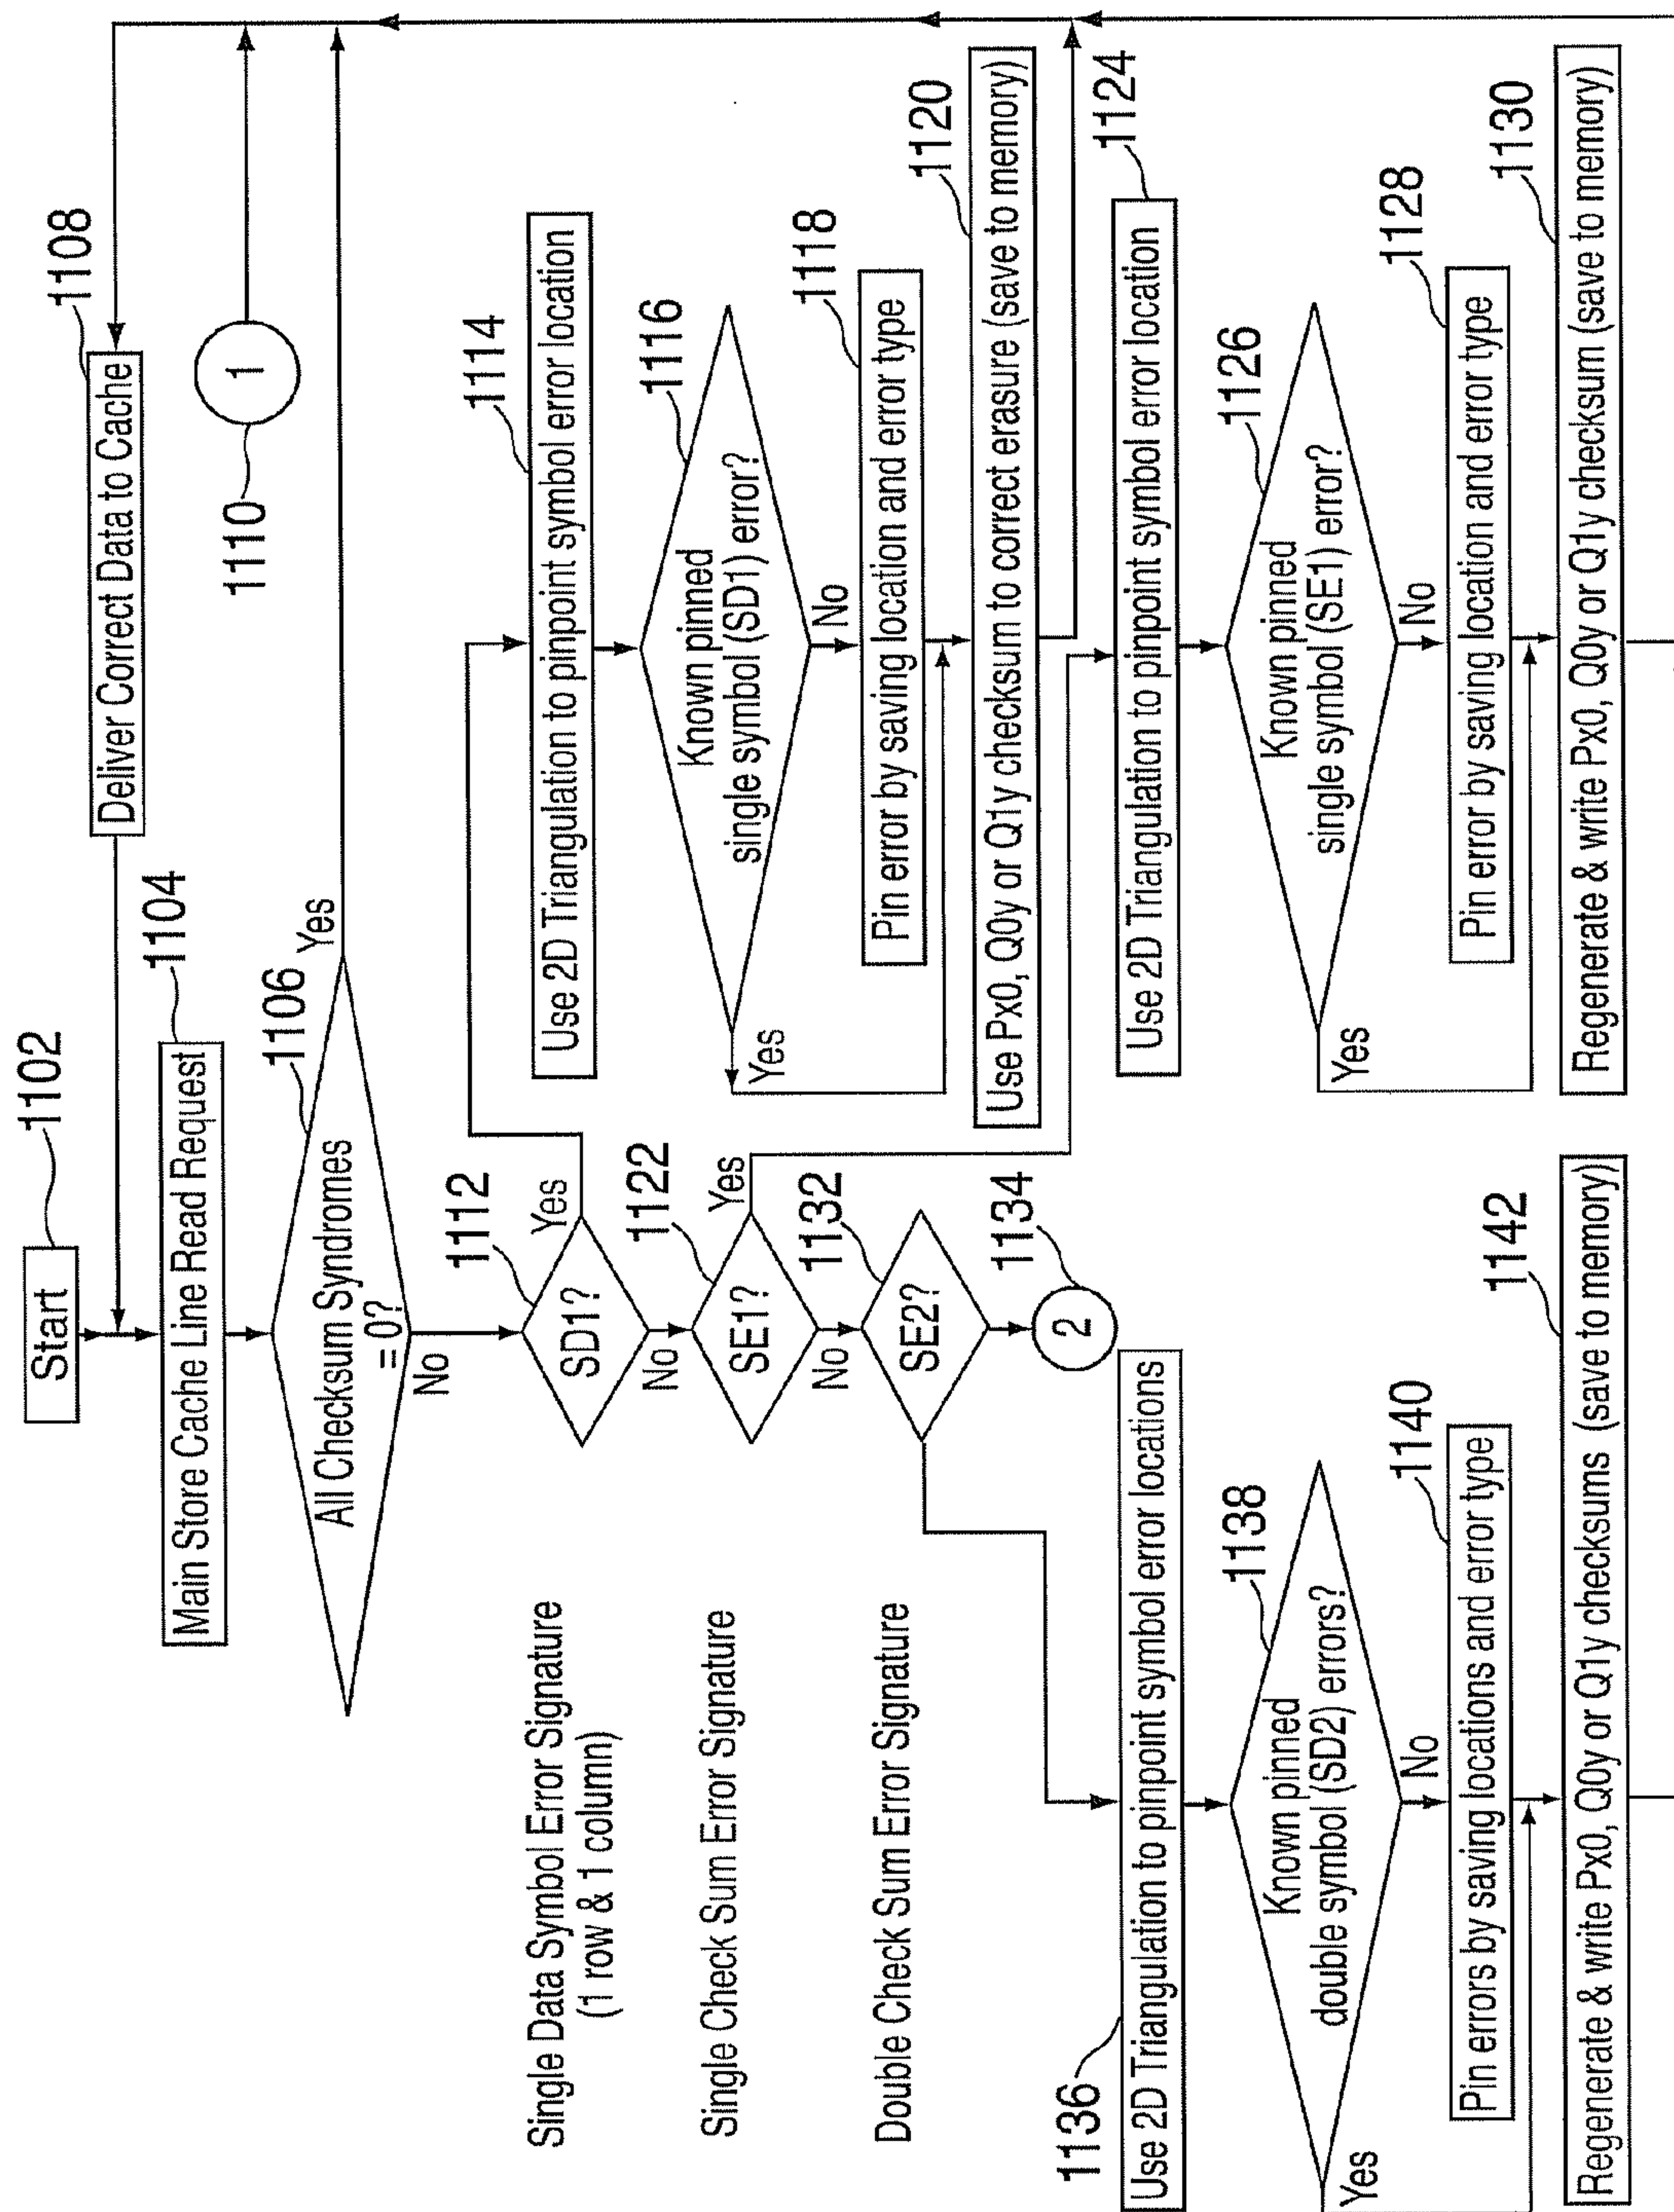 Start
1102
Main Store Cache Line Read Request
1104
All Checksum Syndromes
= 0?
1106
Yes
No
Deliver Correct Data to Cache
1108
1
1110
Single Data Symbol Error Signature
(1 row & 1 column)
SD1?
1112
Yes
No
Use 2D Triangulation to pinpoint symbol error location
1114
Known pinned
single symbol (SD1) error?
1116
Yes
No
Pin error by saving location and error type
1118
Use Px0, Q0y or Q1y checksum to correct erasure (save to memory)
1120
Single Check Sum Error Signature
SE1?
1122
Yes
No
Use 2D Triangulation to pinpoint symbol error location
1124
Known pinned
single symbol (SE1) error?
1126
Yes
No
Pin error by saving location and error type
1128
Regenerate & write Px0, Q0y or Q1y checksum (save to memory)
1130
Double Check Sum Error Signature
SE2?
1132
2
1134
1136
Use 2D Triangulation to pinpoint symbol error locations
Known pinned
double symbol (SD2) errors?
1138
Yes
No
Pin errors by saving locations and error type
1140
Regenerate & write Px0, Q0y or Q1y checksums (save to memory)
1142